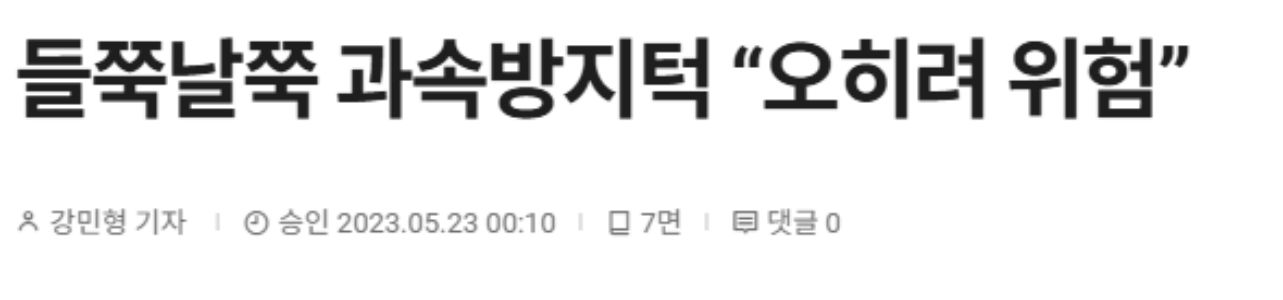 들쭉날쭉 과속방지턱 “오히려 위험”
강민형 기자 승인 2023.05.23 00:10 7면 댓글 0